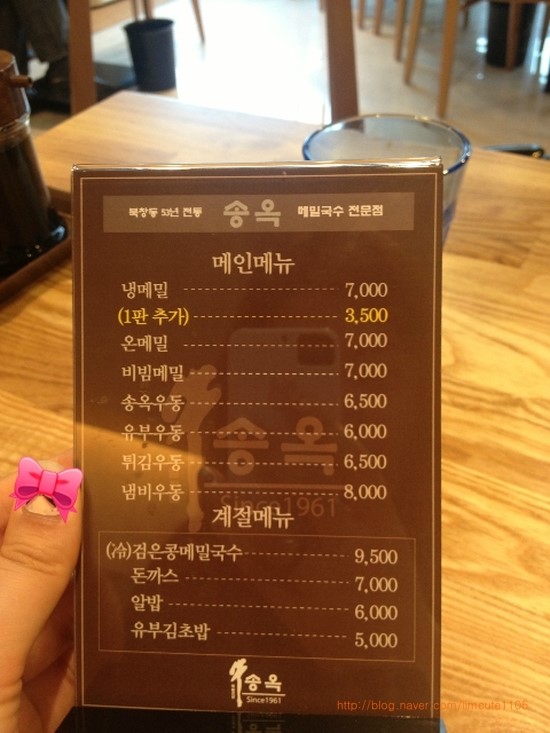 북창동 53년 전통 송옥 메밀국수 전문점
메인메뉴
냉메밀 7,000
(1판 추가) 3,500
온메밀 7,000
비빔메밀 7,000
송옥우동 6,500
유부우동 6,000
튀김우동 6,500
냄비우동 8,000
송옥
Since1961
계절메뉴
(冷)검은콩메밀국수 9,500
돈까스 7,000
알밥 6,000
유부김초밥 5,000
송옥
Since1961